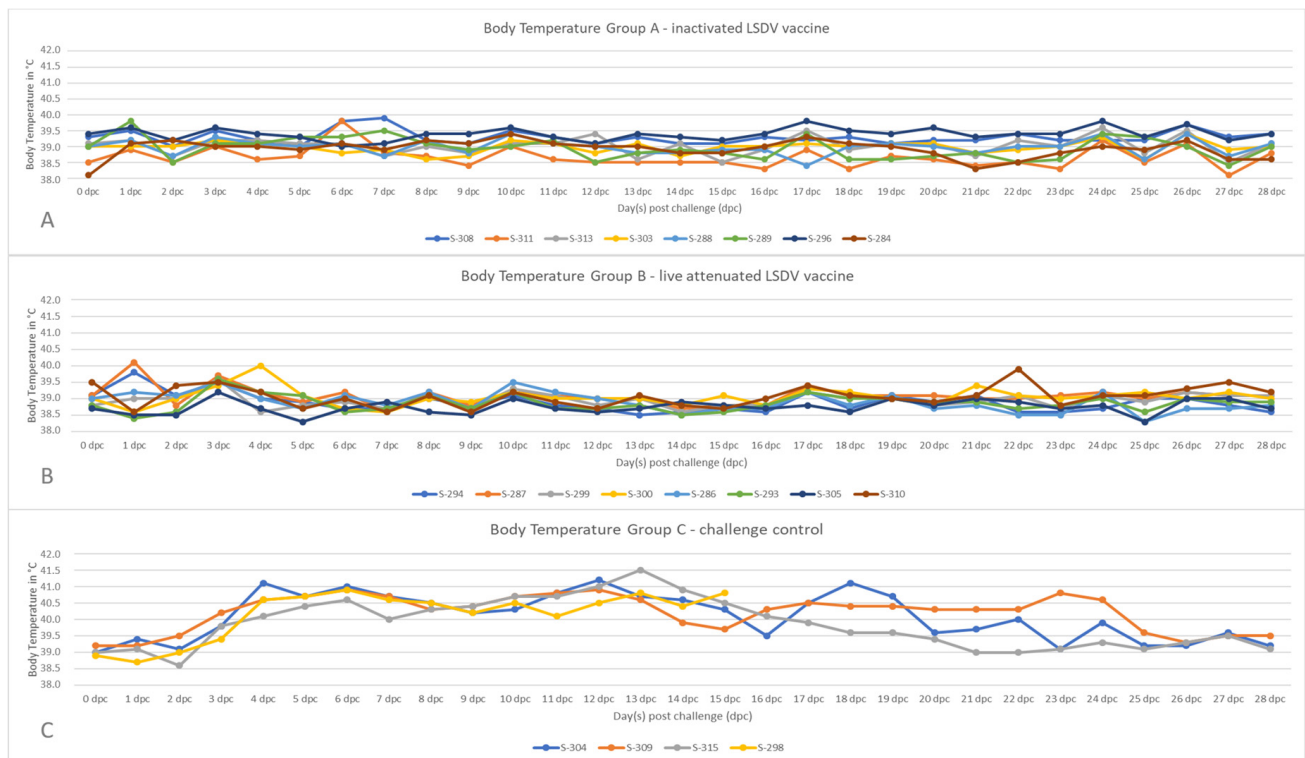 Body Temperature Group A - inactivated LSDV vaccine
Body Temperature in °C
42.0
41.5
41.0
40.5
40.0
39.5
39.0
38.5
38.0
0 dpc 1 dpc 2 dpc 3 dpc 4 dpc 5 dpc 6 dpc 7 dpc 8 dpc 9 dpc 10 dpc 11 dpc 12 dpc 13 dpc 14 dpc 15 dpc 16 dpc 17 dpc 18 dpc 19 dpc 20 dpc 21 dpc 22 dpc 23 dpc 24 dpc 25 dpc 26 dpc 27 dpc 28 dpc
Day(s) post challenge (dpc)
A
S-308 S-311 S-313 S-303 S-288 S-289 S-296 S-284
Body Temperature Group B - live attenuated LSDV vaccine
Body Temperature in °C
42.0
41.5
41.0
40.5
40.0
39.5
39.0
38.5
38.0
0 dpc 1 dpc 2 dpc 3 dpc 4 dpc 5 dpc 6 dpc 7 dpc 8 dpc 9 dpc 10 dpc 11 dpc 12 dpc 13 dpc 14 dpc 15 dpc 16 dpc 17 dpc 18 dpc 19 dpc 20 dpc 21 dpc 22 dpc 23 dpc 24 dpc 25 dpc 26 dpc 27 dpc 28 dpc
Day(s) post challenge (dpc)
B
S-294 S-287 S-299 S-300 S-286 S-293 S-305 S-310
Body Temperature Group C - challenge control
Body Temperature in °C
42.0
41.5
41.0
40.5
40.0
39.5
39.0
38.5
38.0
0 dpc 1 dpc 2 dpc 3 dpc 4 dpc 5 dpc 6 dpc 7 dpc 8 dpc 9 dpc 10 dpc 11 dpc 12 dpc 13 dpc 14 dpc 15 dpc 16 dpc 17 dpc 18 dpc 19 dpc 20 dpc 21 dpc 22 dpc 23 dpc 24 dpc 25 dpc 26 dpc 27 dpc 28 dpc
Day(s) post challenge (dpc)
C
S-304 S-309 S-315 S-298